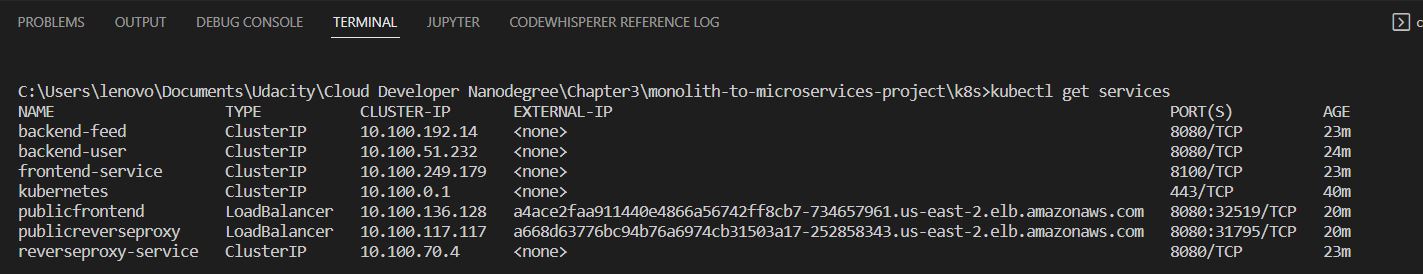 PROBLEMS OUTPUT DEBUG CONSOLE TERMINAL JUPYTER CODEWHISPERER REFERENCE LOG
C:\Users\lenovo\Documents\Udacity\Cloud Developer Nanodegree\Chapter3\monolith-to-microservices-project\k8s>kubectl get services
NAME TYPE CLUSTER-IP EXTERNAL-IP PORT(S) AGE
backend-feed ClusterIP 10.100.192.14 <none> 8080/TCP 23m
backend-user ClusterIP 10.100.51.232 <none> 8080/TCP 24m
frontend-service ClusterIP 10.100.249.179 <none> 8100/TCP 23m
kubernetes ClusterIP 10.100.0.1 <none> 443/TCP 40m
publicfrontend LoadBalancer 10.100.136.128 a4ace2faa911440e4866a56742ff8cb7-734657961.us-east-2.elb.amazonaws.com 8080:32519/TCP 20m
publicreverseproxy LoadBalancer 10.100.117.117 a668d63776bc94b76a6974cb31503a17-252858343.us-east-2.elb.amazonaws.com 8080:31795/TCP 20m
reverseproxy-service ClusterIP 10.100.70.4 <none> 8080/TCP 23m